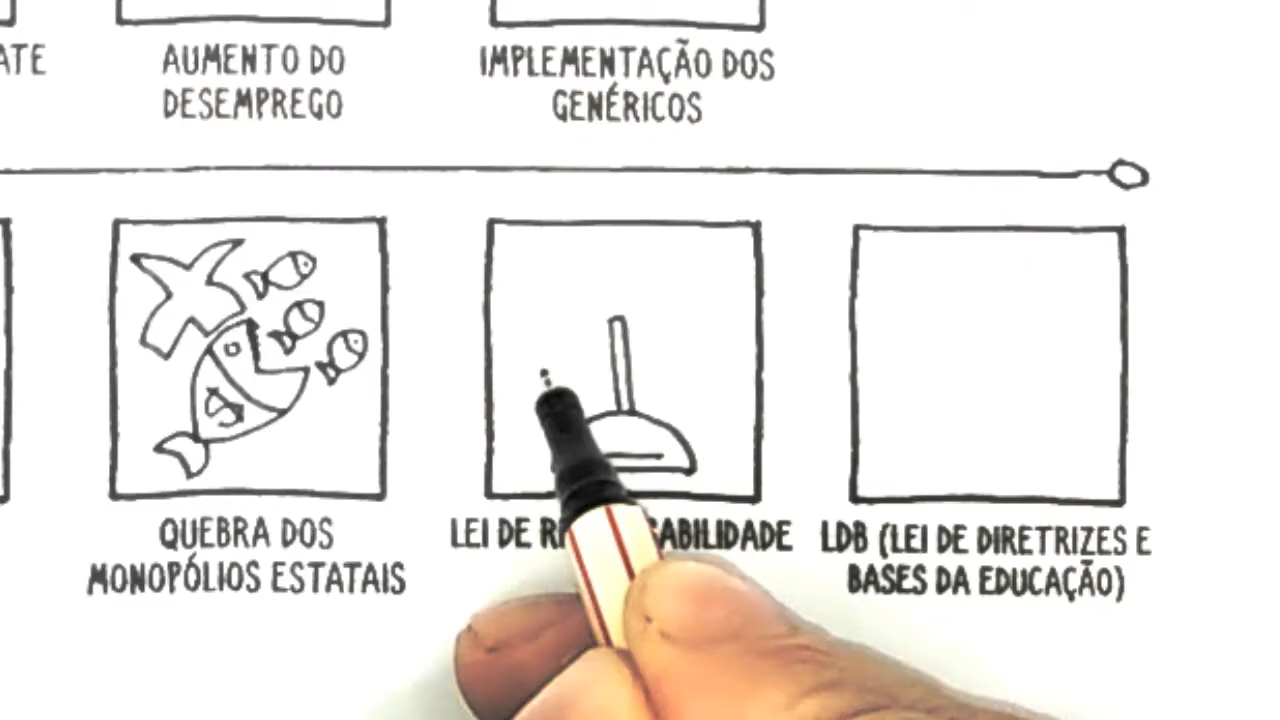 ATE
AUMENTO DO
DESEMPREGO
IMPLEMENTAÇÃO DOS
GENÉRICOS
$
QUEBRA DOS
MONOPÓLIOS ESTATAIS
LEI DE
LDB (LEI DE DIRETRIZES E
BASES DA EDUCAÇÃO)